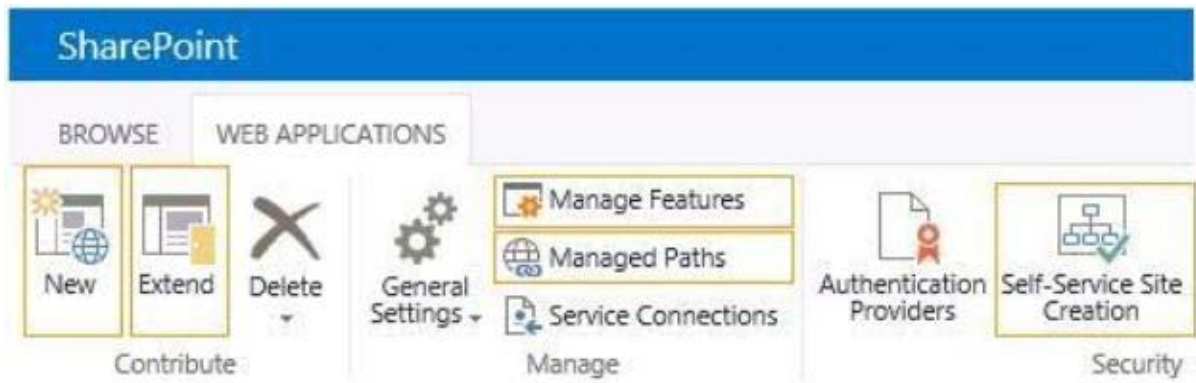 SharePoint
BROWSE WEB APPLICATIONS
New Extend Delete General Settings Manage Features
Managed Paths
Service Connections
Authentication Providers Self-Service Site Creation
Contribute Manage Security